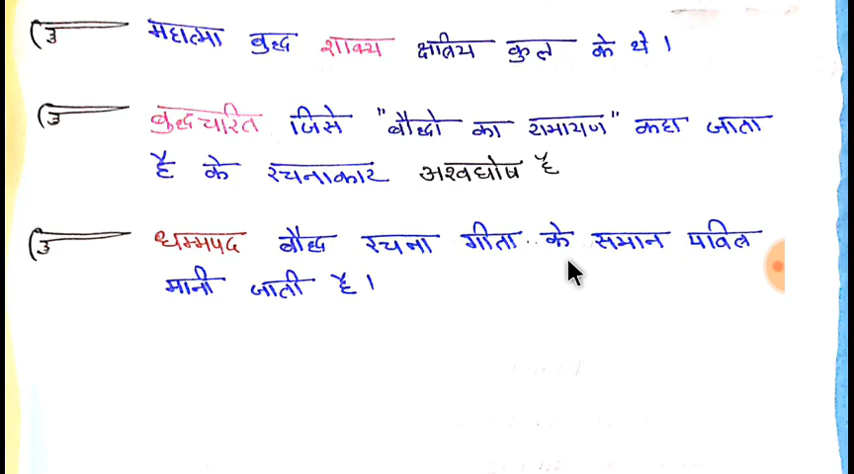 महात्मा बुद्ध शाक्य क्षत्रिय कुल के थे।
बुद्धचरित जिसे "बौद्धो का रामायण" कहा जाता
है के रचनाकार अश्वघोष है
धम्मपद बौद्ध रचना गीता के समान पवित्र
मानी जाती है।